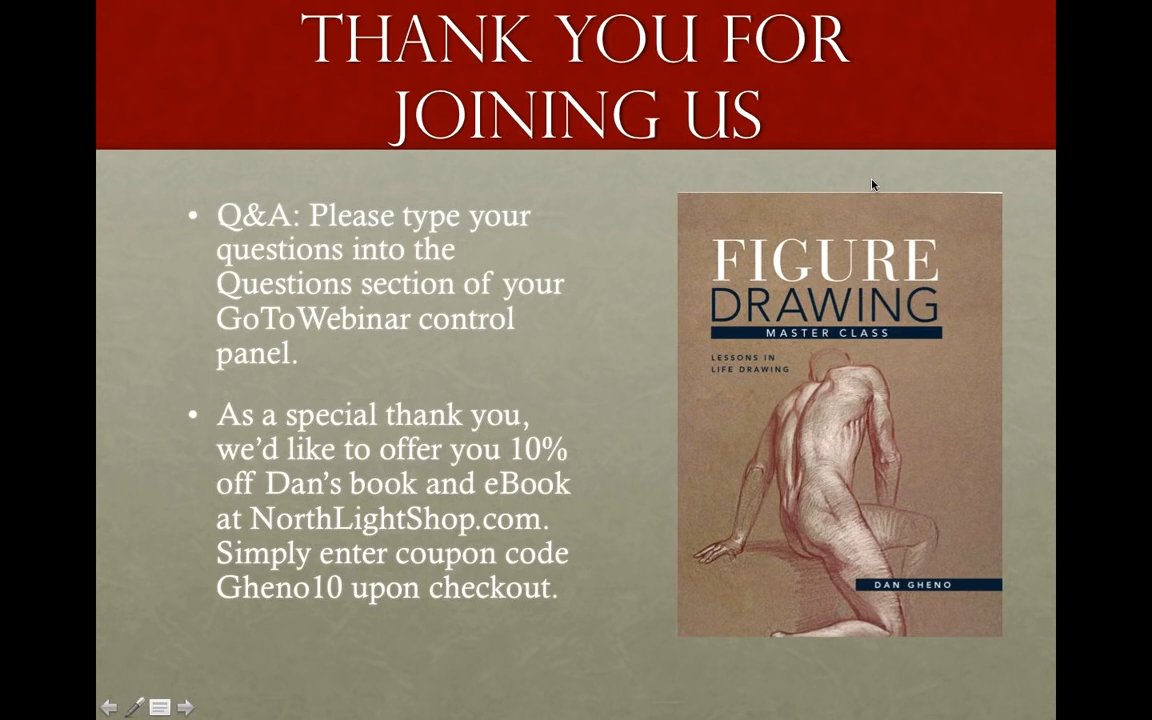 THANK YOU FOR
JOINING US
• Q&A: Please type your
questions into the
Questions section of your
GoToWebinar control
panel.
• As a special thank you,
we’d like to offer you 10%
off Dan’s book and eBook
at NorthLightShop.com.
Simply enter coupon code
Gheno10 upon checkout.
FIGURE
DRAWING
MASTER CLASS
LESSONS IN
LIFE DRAWING
DAN GHENO